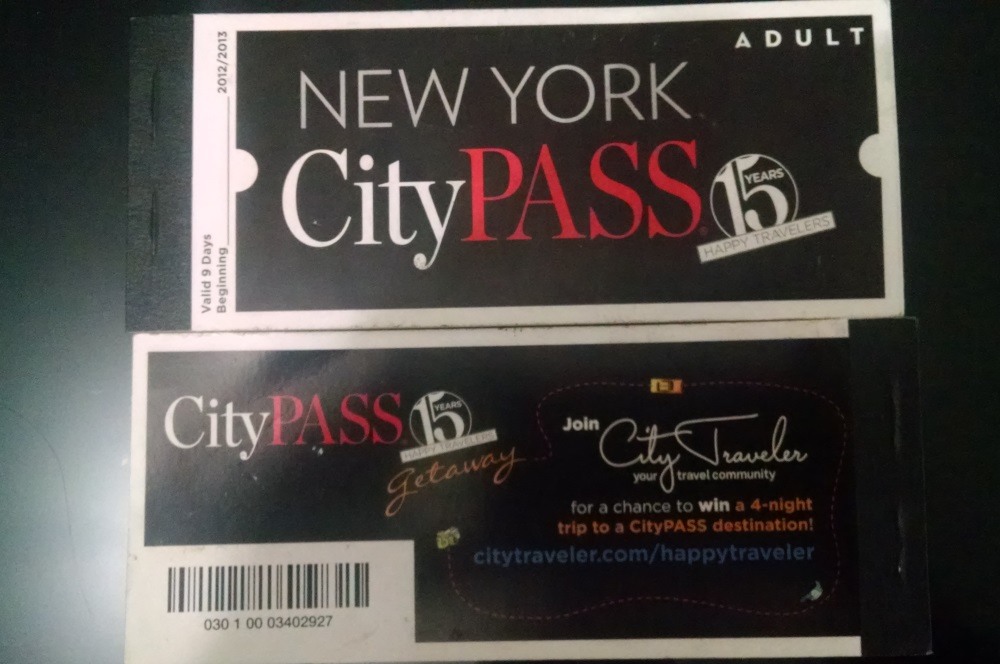 ADULT
NEW YORK
CityPASS®
15 YEARS
HAPPY TRAVELERS
Valid 9 Days
Beginning 2012/2013
CityPASS®
15 YEARS
HAPPY TRAVELERS
Getaway
Join
City Traveler
your travel community
for a chance to win a 4-night
trip to a CityPASS destination!
citytraveler.com/happytraveler
030 1 00 03402927